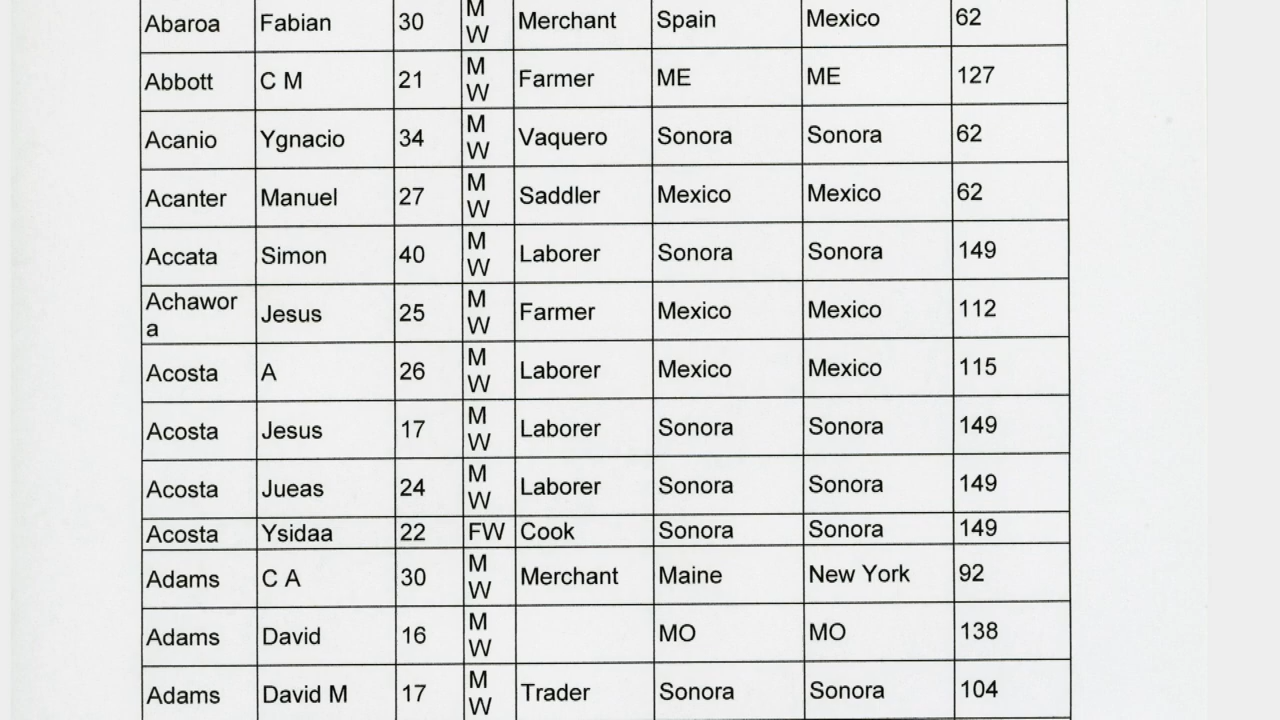 Abaroa Fabian 30 M W Merchant Spain Mexico 62
Abbott C M 21 M W Farmer ME ME 127
Acanio Ygnacio 34 M W Vaquero Sonora Sonora 62
Acanter Manuel 27 M W Saddler Mexico Mexico 62
Accata Simon 40 M W Laborer Sonora Sonora 149
Achawor a Jesus 25 M W Farmer Mexico Mexico 112
Acosta A 26 M W Laborer Mexico Mexico 115
Acosta Jesus 17 M W Laborer Sonora Sonora 149
Acosta Jueas 24 M W Laborer Sonora Sonora 149
Acosta Ysidaa 22 FW Cook Sonora Sonora 149
Adams C A 30 M W Merchant Maine New York 92
Adams David 16 M W MO MO 138
Adams David M 17 M W Trader Sonora Sonora 104